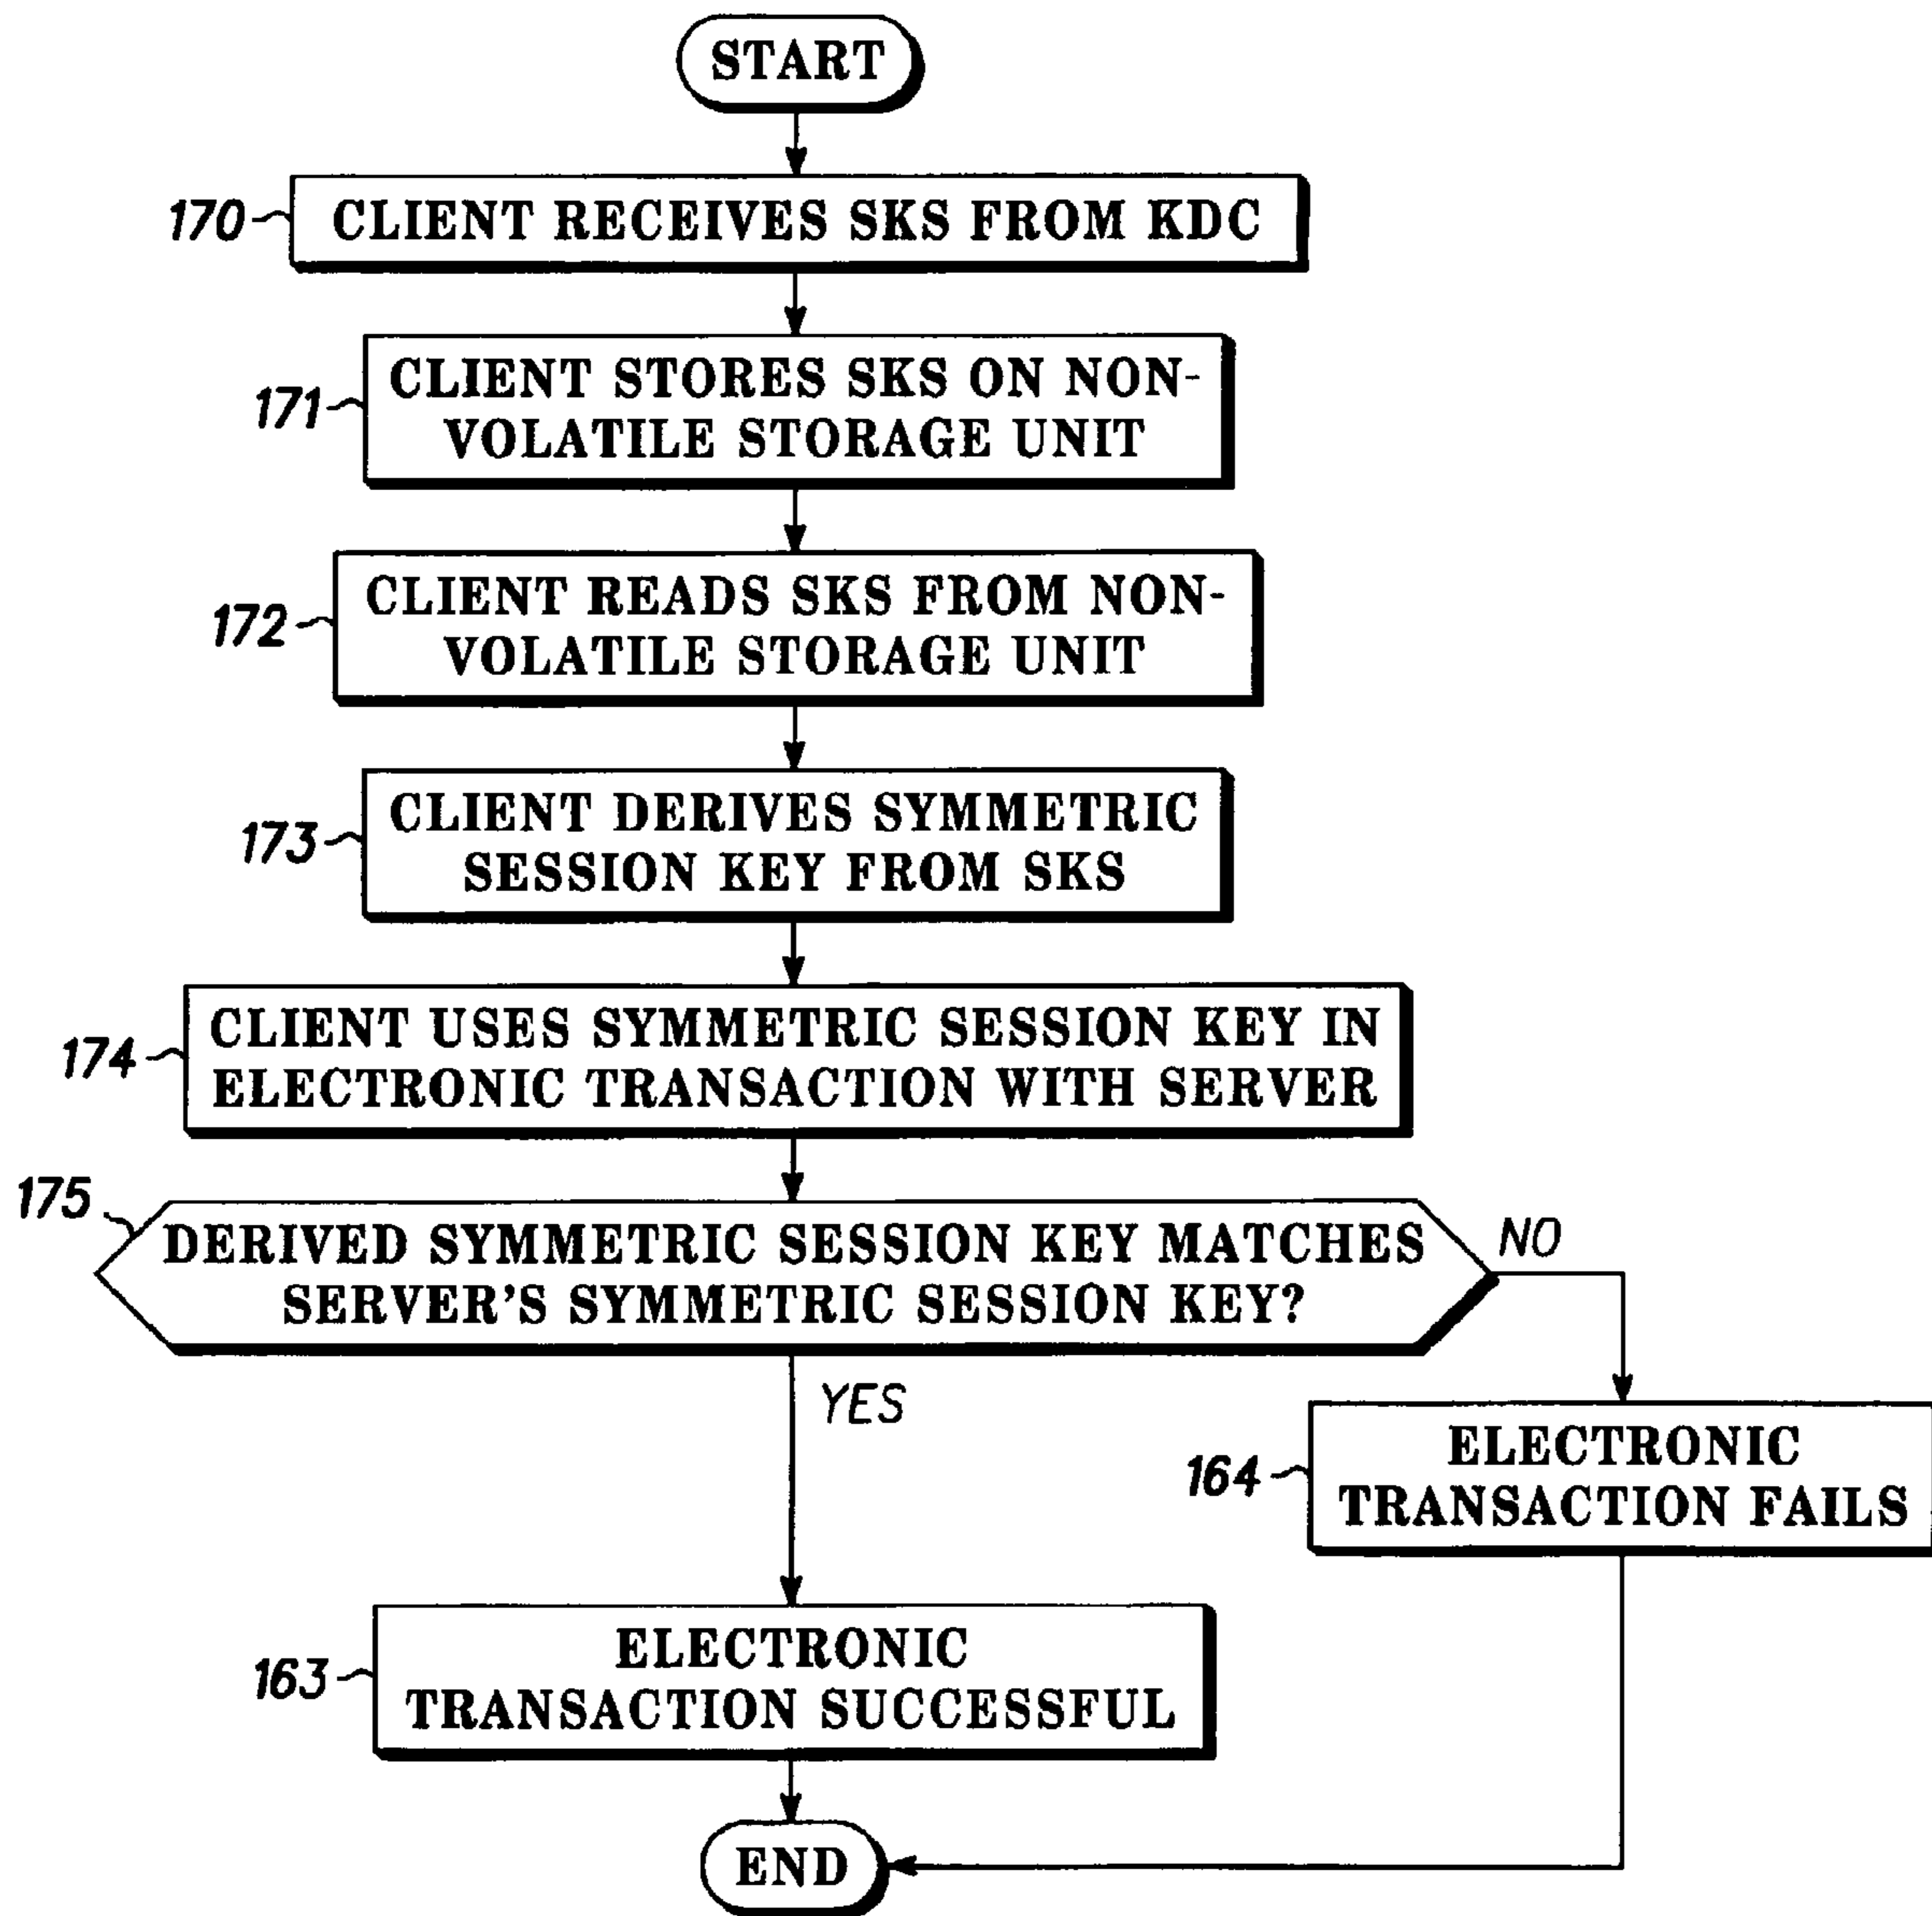 START
170
CLIENT RECEIVES SKS FROM KDC
171
CLIENT STORES SKS ON NON-
VOLATILE STORAGE UNIT
172
CLIENT READS SKS FROM NON-
VOLATILE STORAGE UNIT
173
CLIENT DERIVES SYMMETRIC
SESSION KEY FROM SKS
174
CLIENT USES SYMMETRIC SESSION KEY IN
ELECTRONIC TRANSACTION WITH SERVER
175
DERIVED SYMMETRIC SESSION KEY MATCHES
SERVER'S SYMMETRIC SESSION KEY?
NO
YES
164
ELECTRONIC
TRANSACTION FAILS
163
ELECTRONIC
TRANSACTION SUCCESSFUL
END